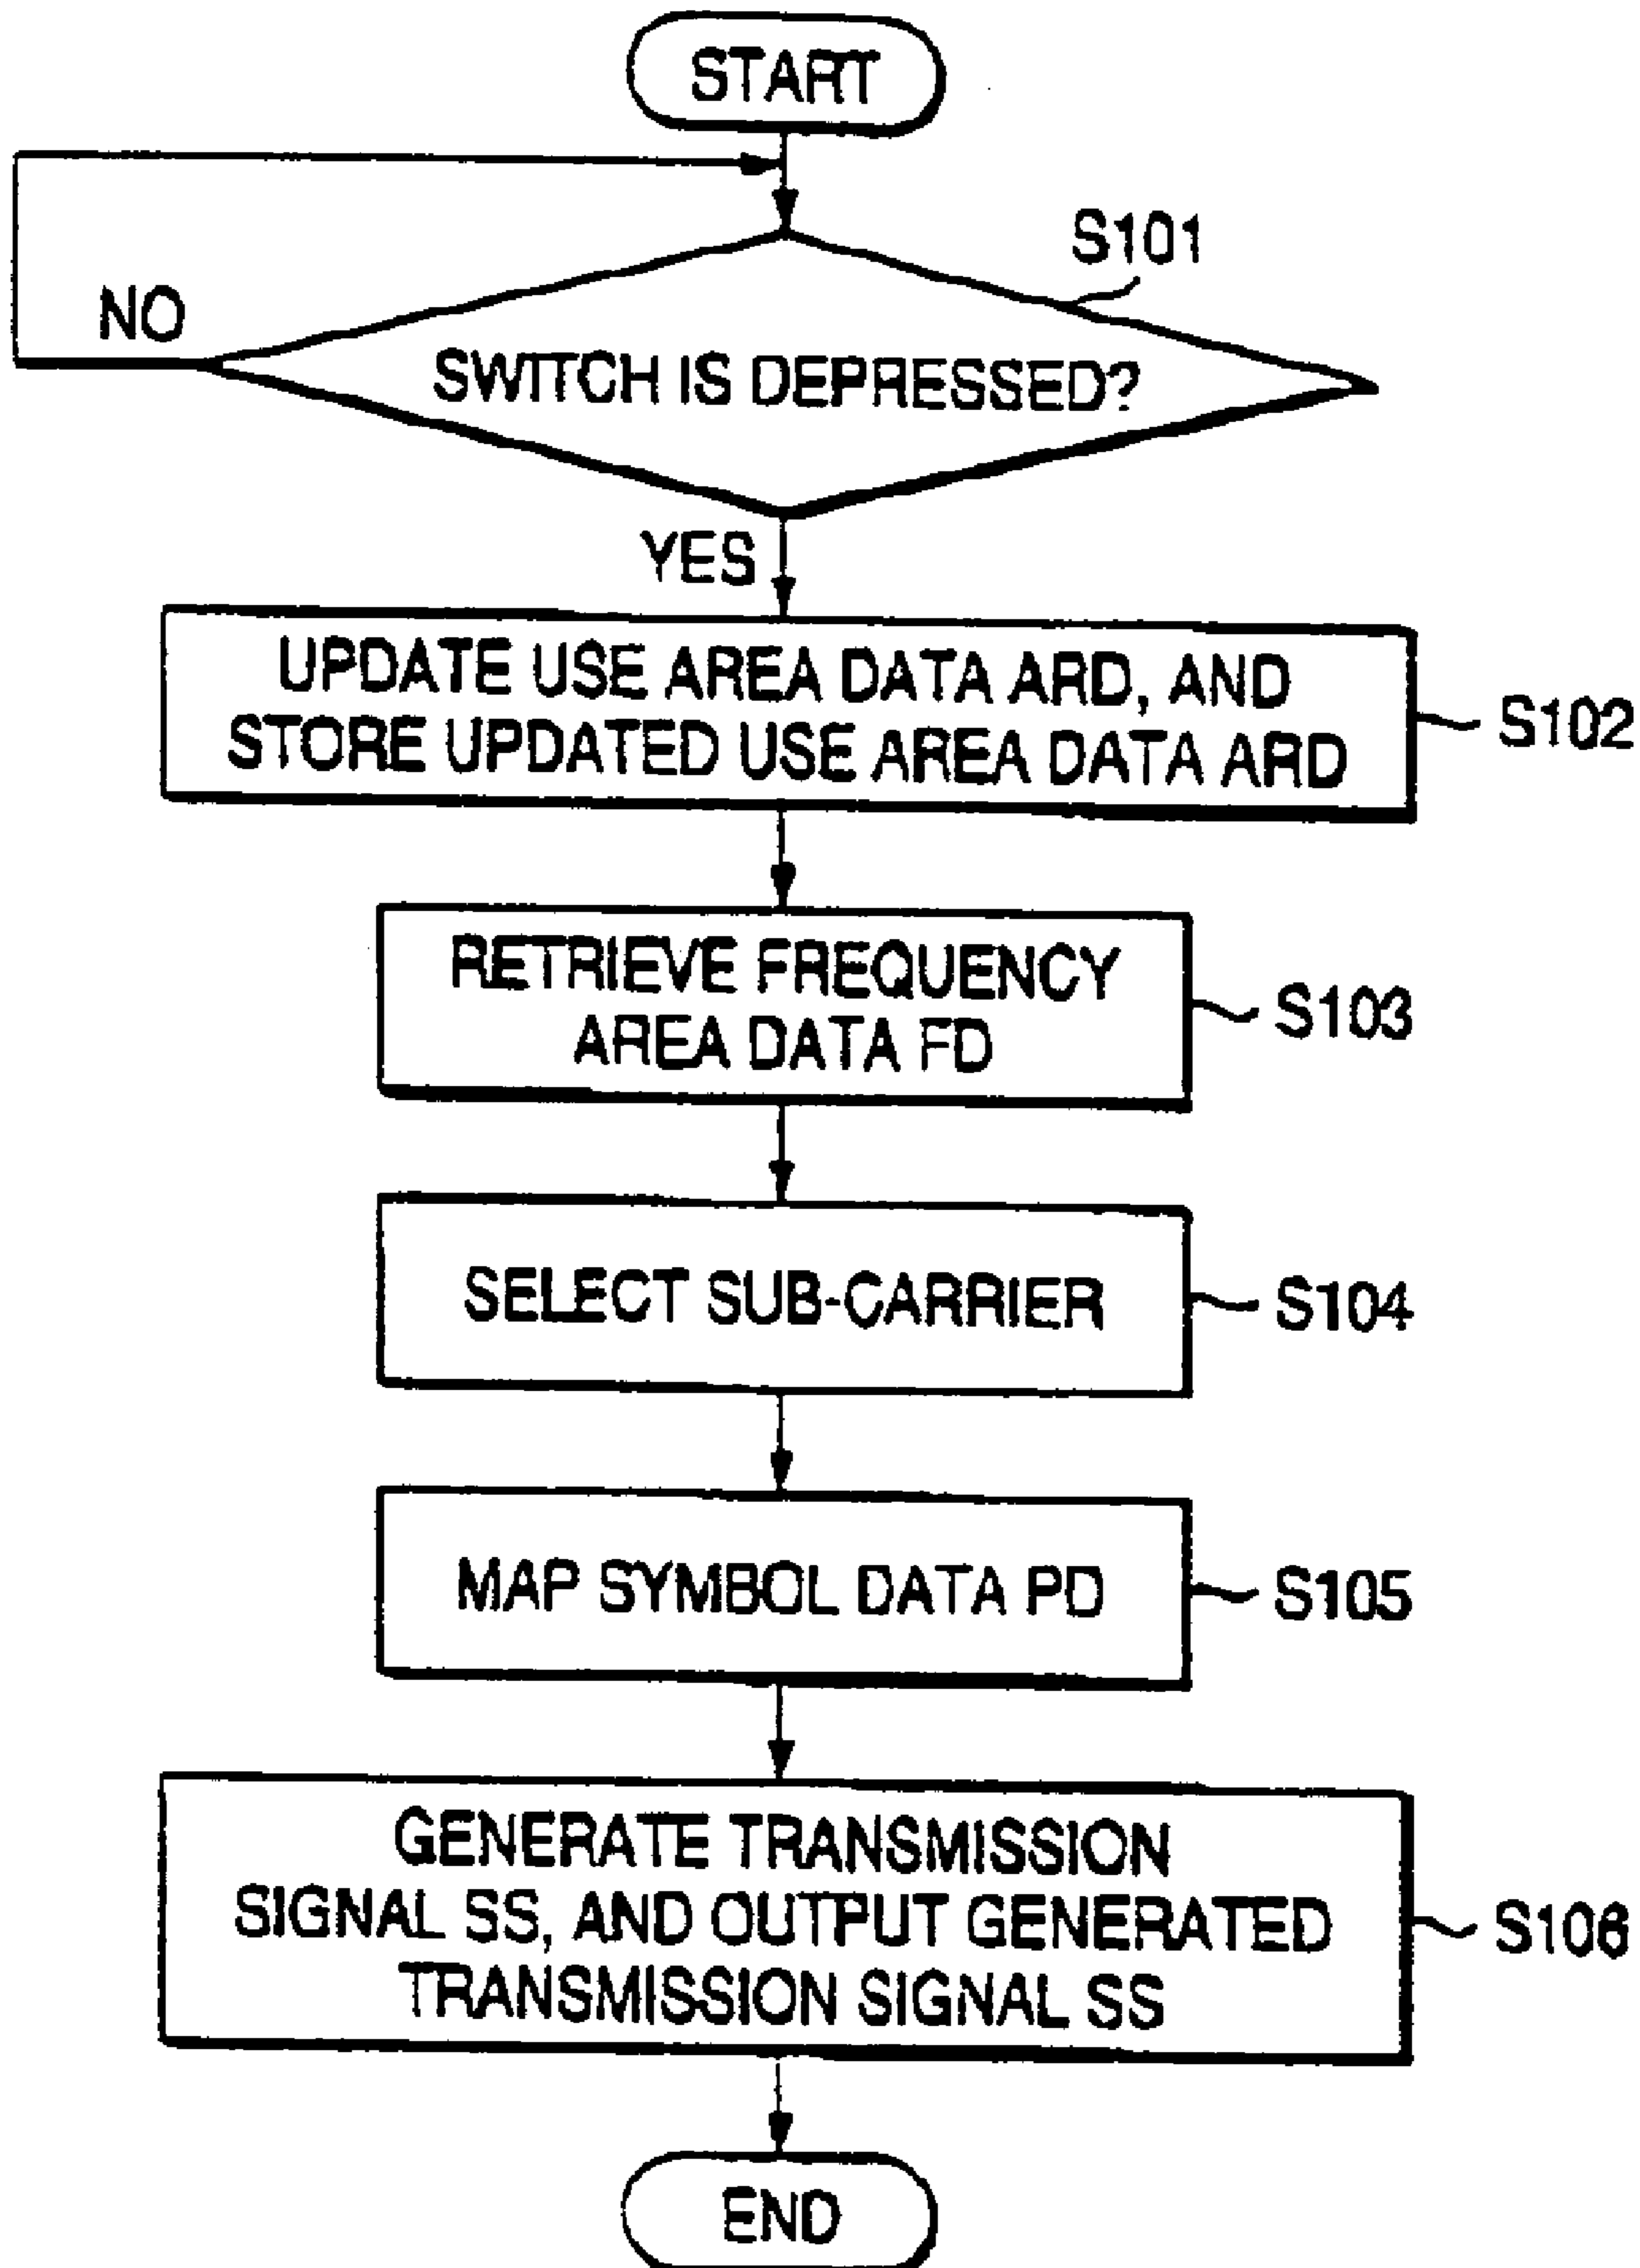 START
S101
NO
SWITCH IS DEPRESSED?
YES
UPDATE USE AREA DATA ARD, AND
STORE UPDATED USE AREA DATA ARD
S102
RETRIEVE FREQUENCY
AREA DATA FD
S103
SELECT SUB-CARRIER
S104
MAP SYMBOL DATA PD
S105
GENERATE TRANSMISSION
SIGNAL SS, AND OUTPUT GENERATED
TRANSMISSION SIGNAL SS
S106
END